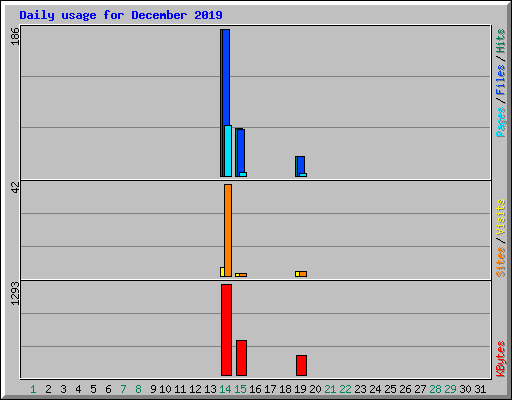 Daily usage for December 2019
186
Pages / Files / Hits
42
Sites / Visits
1293
KBytes
1 2 3 4 5 6 7 8 9 10 11 12 13 14 15 16 17 18 19 20 21 22 23 24 25 26 27 28 29 30 31